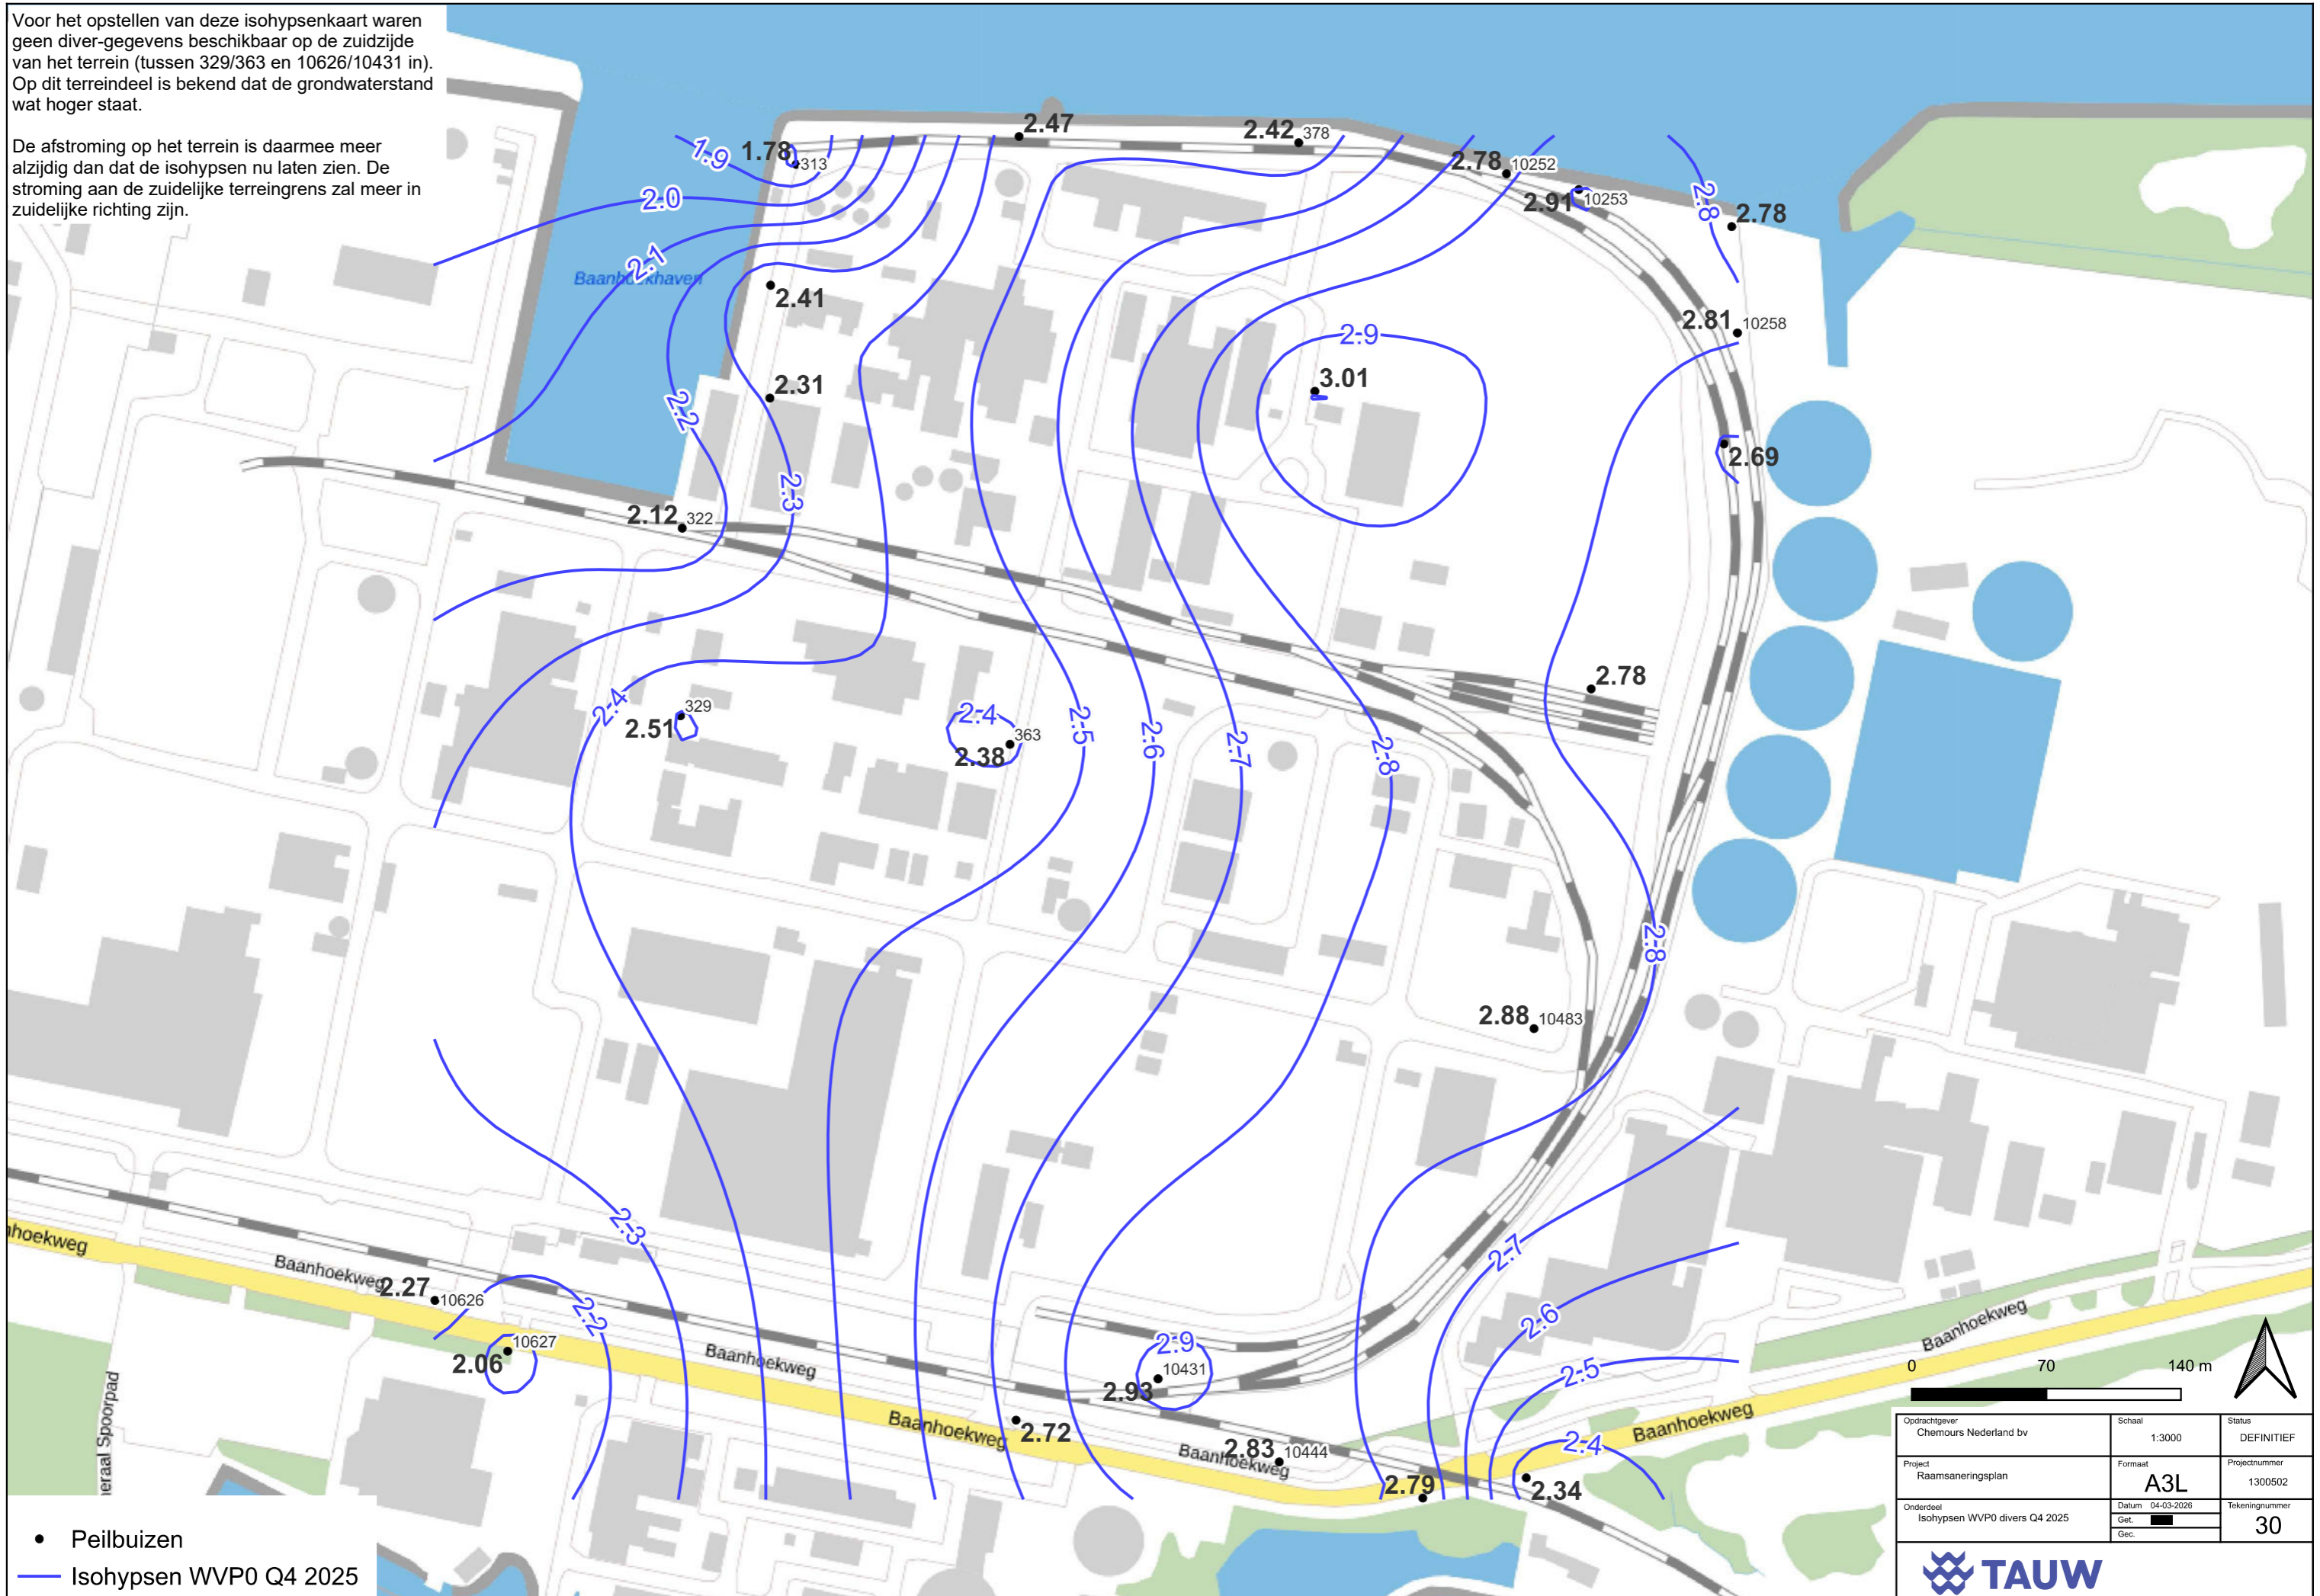 Voor het opstellen van deze isohypsenkaart waren
geen diver-gegevens beschikbaar op de zuidzijde
van het terrein (tussen 329/363 en 10626/10431 in).
Op dit terreindeel is bekend dat de grondwaterstand
wat hoger staat.
De afstroming op het terrein is daarmee meer
alzijdig dan dat de isohypsen nu laten zien. De
stroming aan de zuidelijke terreingrens zal meer in
zuidelijke richting zijn.
2.47
2.42 378
1.9
1.78 313
2.78 10252
2.91 10253
2.8
2.78
2.0
2.1
Baanhoekhaven
2.41
2.81 10258
2.9
2.31
3.01
2.2
2.69
2.3
2.12 322
2.78
2.4
329
2.51
2.4
363
2.38
2.5
2.6
2.7
2.8
2.8
2.88 10483
2.3
nhoekweg
Baanhoekweg
2.27 10626
2.2
10627
2.06
Baanhoekweg
2.7
2.6
2.9
10431
2.93
2.5
Baanhoekweg
0 70 140 m
2.72
Baanhoekweg
2.83 10444
Baanhoekweg
2.4
Baanhoekweg
2.79
2.34
neraal Spoorpad
Peilbuizen
Isohypsen WVP0 Q4 2025
Opdrachtgever
Chemours Nederland bv
Schaal
1:3000
Status
DEFINITIEF
Project
Raamsaneringsplan
Formaat
A3L
Projectnummer
1300502
Onderdeel
Isohypsen WVP0 divers Q4 2025
Datum 04-03-2026
Get.
Gec.
Tekeningnummer
30
TAUW